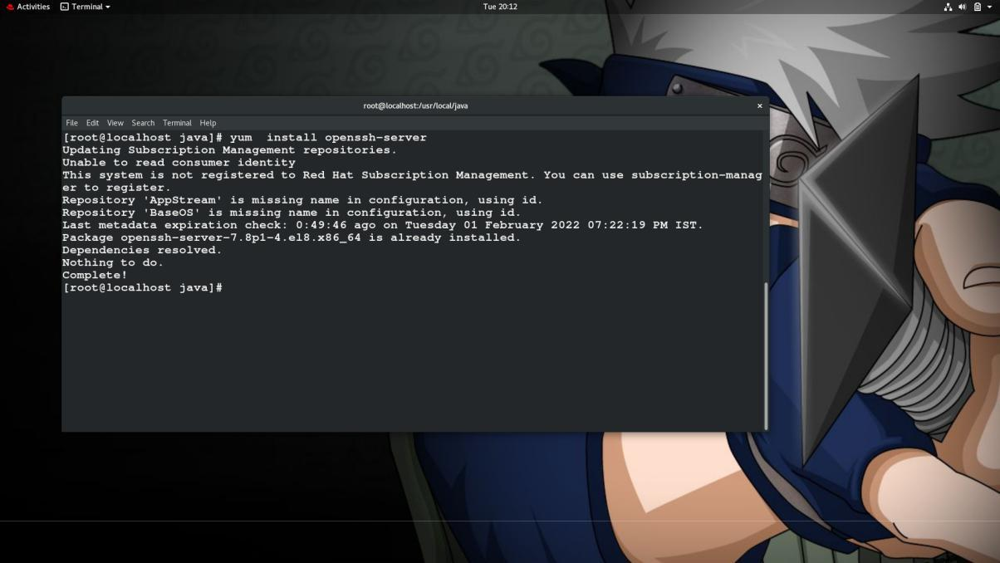 Activities Terminal Tue 20:12
root@localhost:/usr/local/java ×
File Edit View Search Terminal Help
[root@localhost java]# yum  install openssh-server
Updating Subscription Management repositories.
Unable to read consumer identity
This system is not registered to Red Hat Subscription Management. You can use subscription-manag
er to register.
Repository 'AppStream' is missing name in configuration, using id.
Repository 'BaseOS' is missing name in configuration, using id.
Last metadata expiration check: 0:49:46 ago on Tuesday 01 February 2022 07:22:19 PM IST.
Package openssh-server-7.8p1-4.el8.x86_64 is already installed.
Dependencies resolved.
Nothing to do.
Complete!
[root@localhost java]#